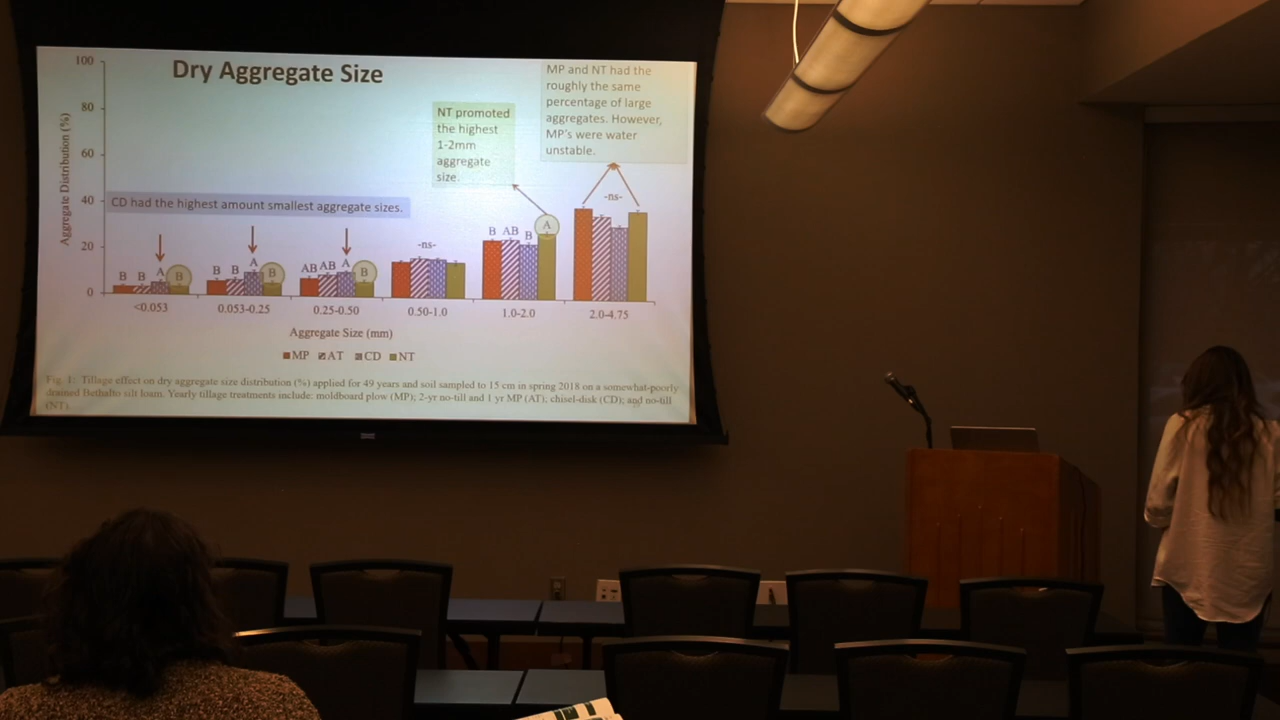 Dry Aggregate Size
MP and NT had the
roughly the same
percentage of large
aggregates. However,
MP's were water
unstable.
NT promoted
the highest
1-2mm
aggregate
size.
CD had the highest amount smallest aggregate sizes.
Aggregate Distribution (%)
100
80
60
40
20
0
B B A B
B B A B
AB AB A B
-ns-
B AB B A
-ns-
<0.053 0.053-0.25 0.25-0.50 0.50-1.0 1.0-2.0 2.0-4.75
Aggregate Size (mm)
MP AT CD NT
Fig. 1: Tillage effect on dry aggregate size distribution (%) applied for 49 years and soil sampled to 15 cm in spring 2018 on a somewhat-poorly
drained Bethalto silt loam. Yearly tillage treatments include: moldboard plow (MP); 2-yr no-till and 1 yr MP (AT); chisel-disk (CD); and no-till
(NT).